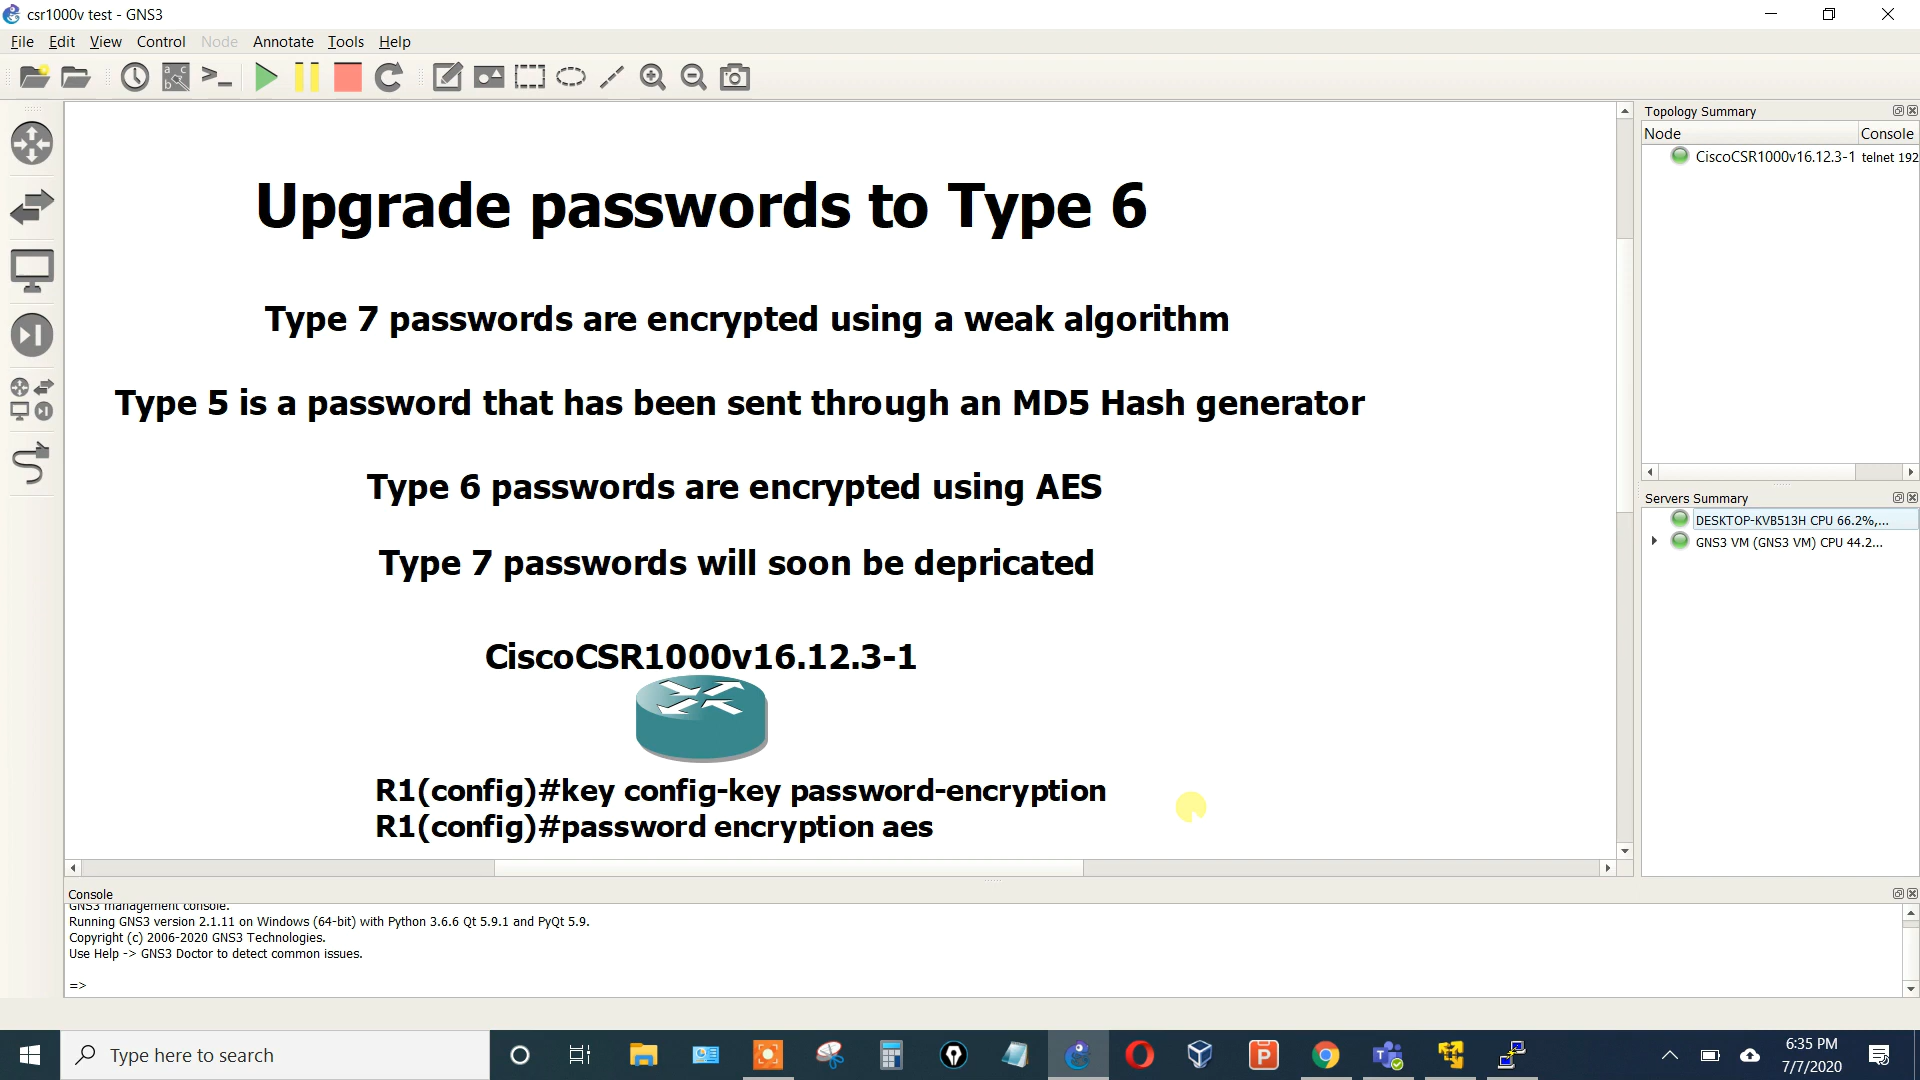 csr1000v test - GNS3
File Edit View Control Node Annotate Tools Help
Upgrade passwords to Type 6
Type 7 passwords are encrypted using a weak algorithm
Type 5 is a password that has been sent through an MD5 Hash generator
Type 6 passwords are encrypted using AES
Type 7 passwords will soon be depricated
CiscoCSR1000v16.12.3-1
R1(config)#key config-key password-encryption
R1(config)#password encryption aes
Topology Summary
Node Console
CiscoCSR1000v16.12.3-1 telnet 192
Servers Summary
DESKTOP-KVB513H CPU 66.2%,...
GNS3 VM (GNS3 VM) CPU 44.2...
Console
GNS3 management console.
Running GNS3 version 2.1.11 on Windows (64-bit) with Python 3.6.6 Qt 5.9.1 and PyQt 5.9.
Copyright (c) 2006-2020 GNS3 Technologies.
Use Help -> GNS3 Doctor to detect common issues.
=>
Type here to search
6:35 PM
7/7/2020